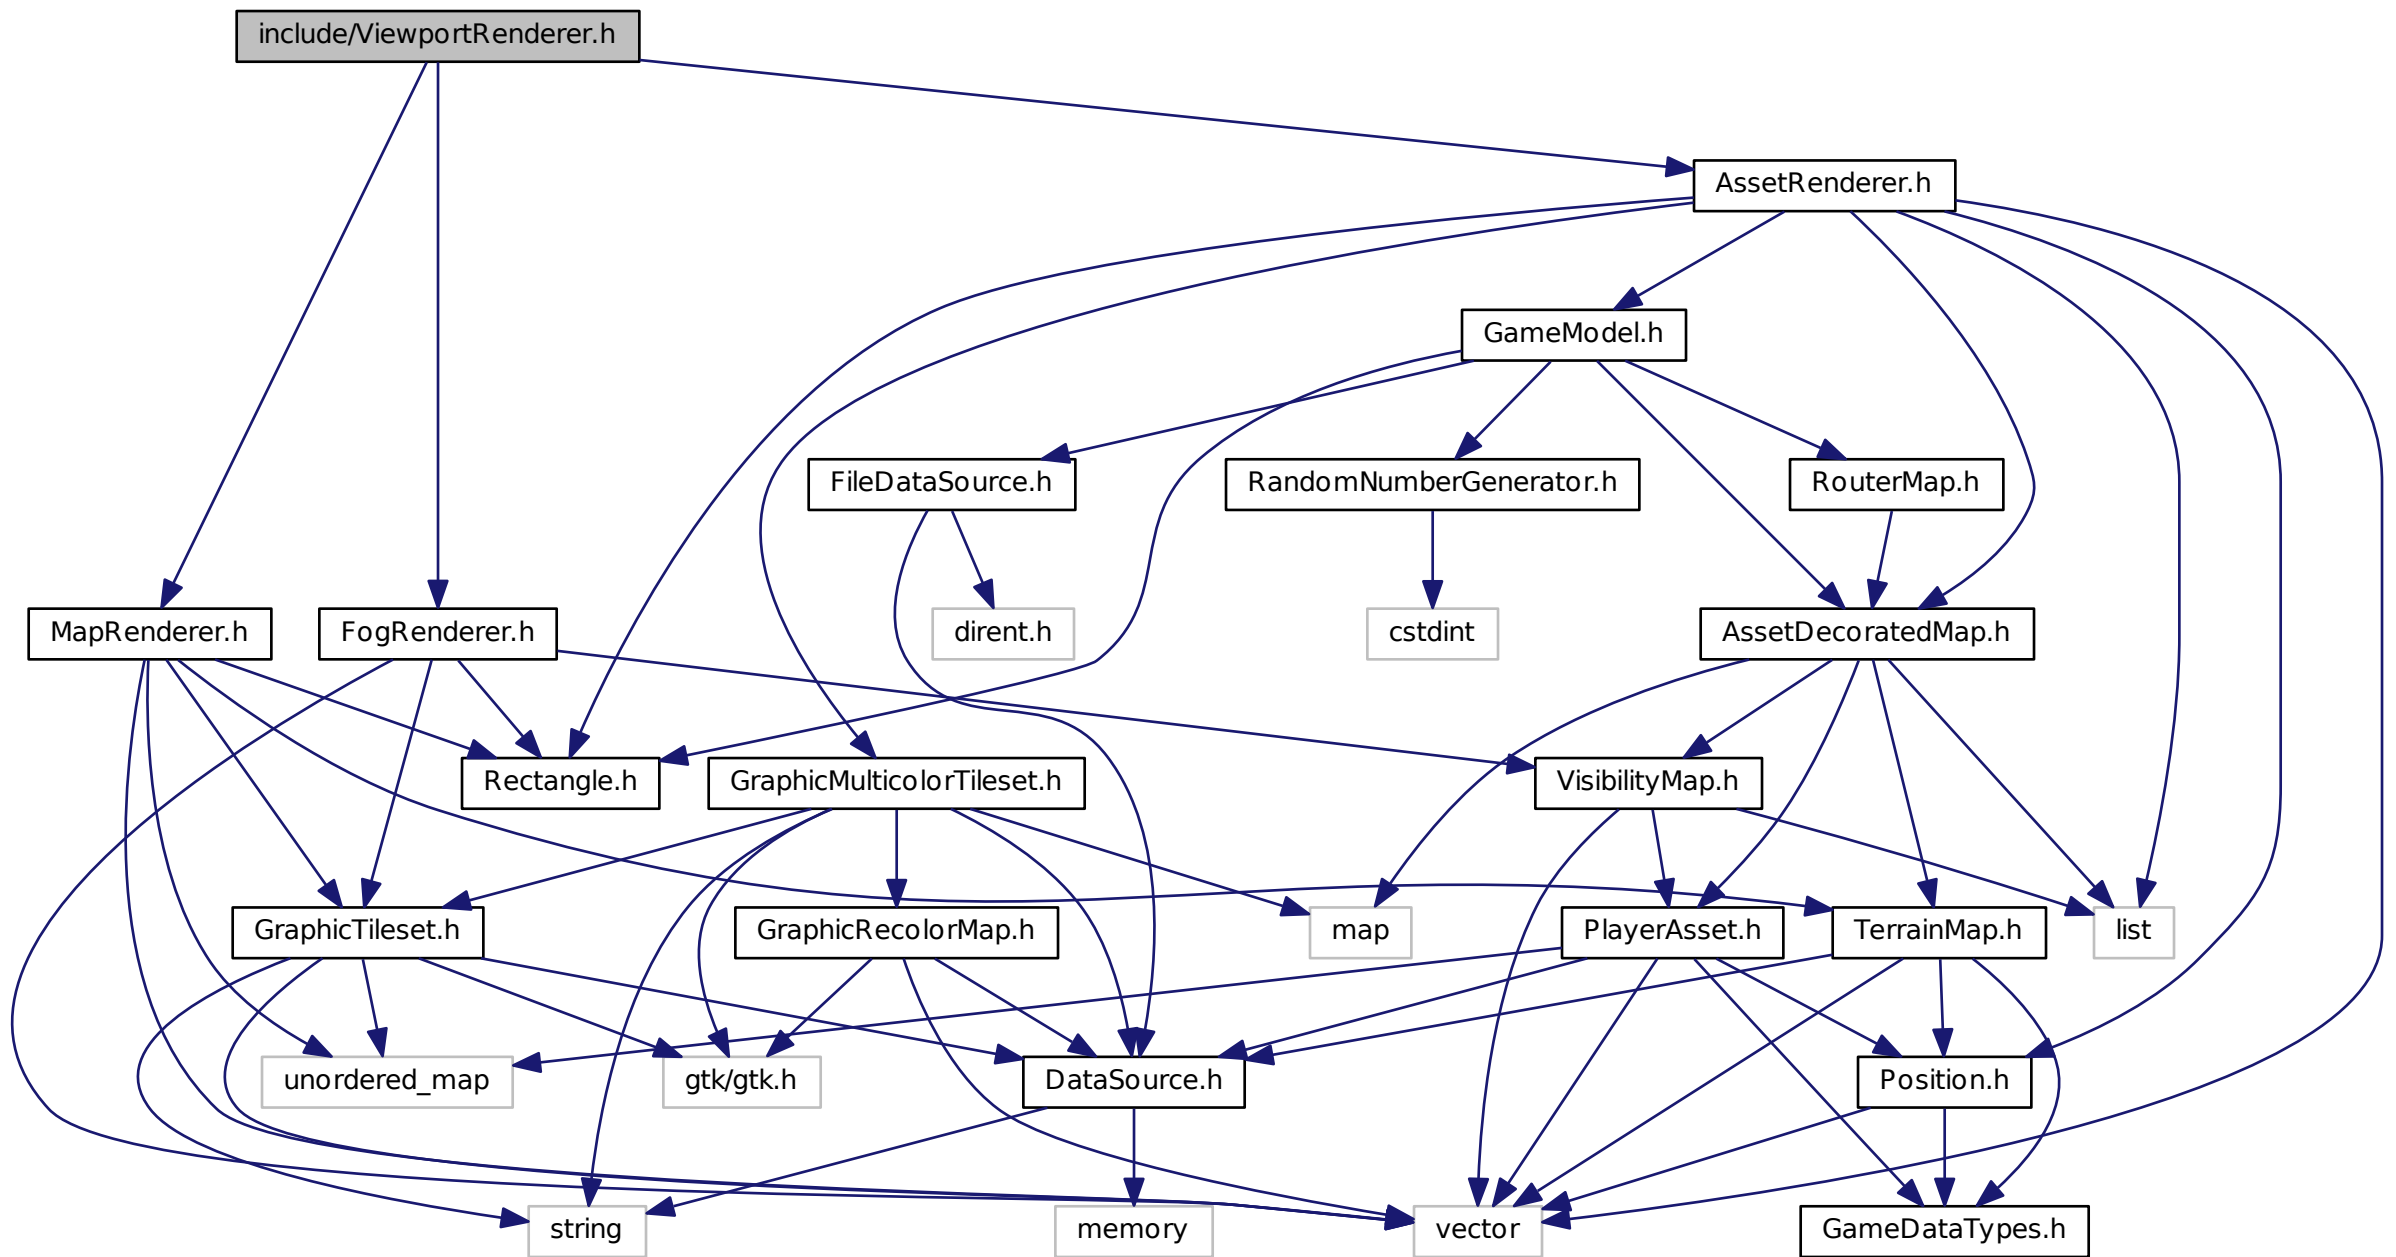 include/ViewportRenderer.h
AssetRenderer.h
GameModel.h
FileDataSource.h
RandomNumberGenerator.h
RouterMap.h
MapRenderer.h
FogRenderer.h
dirent.h
cstdint
AssetDecoratedMap.h
Rectangle.h
GraphicMulticolorTileset.h
VisibilityMap.h
GraphicTileset.h
GraphicRecolorMap.h
map
PlayerAsset.h
TerrainMap.h
list
unordered_map
gtk/gtk.h
DataSource.h
Position.h
string
memory
vector
GameDataTypes.h